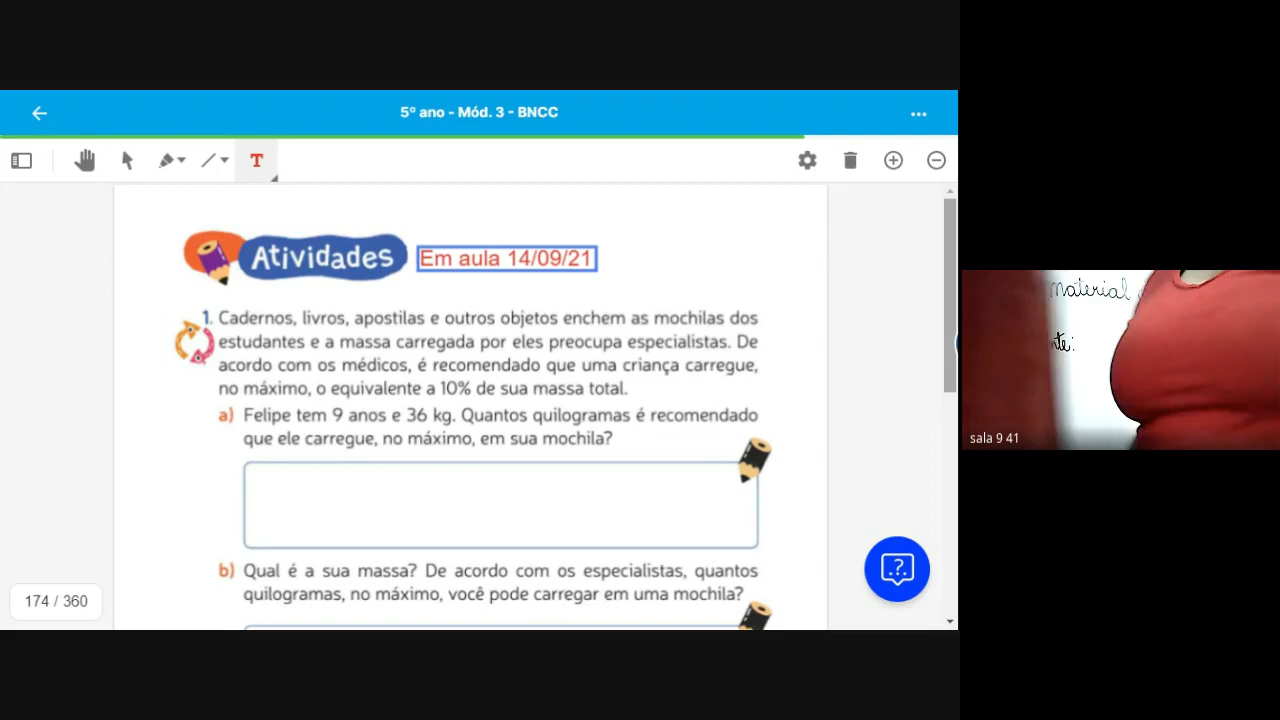 5º ano - Mód. 3 - BNCC
T
Atividades
Em aula 14/09/21
1. Cadernos, livros, apostilas e outros objetos enchem as mochilas dos
estudantes e a massa carregada por eles preocupa especialistas. De
acordo com os médicos, é recomendado que uma criança carregue,
no máximo, o equivalente a 10% de sua massa total.
a) Felipe tem 9 anos e 36 kg. Quantos quilogramas é recomendado
que ele carregue, no máximo, em sua mochila?
b) Qual é a sua massa? De acordo com os especialistas, quantos
quilogramas, no máximo, você pode carregar em uma mochila?
174 / 360
material
te:
sala 9 41